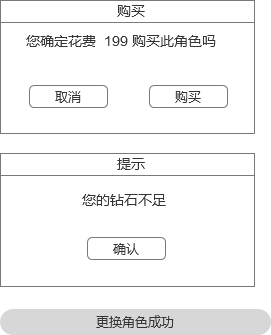 购买
您确定花费 199 购买此角色吗
取消 购买
提示
您的钻石不足
确认
更换角色成功